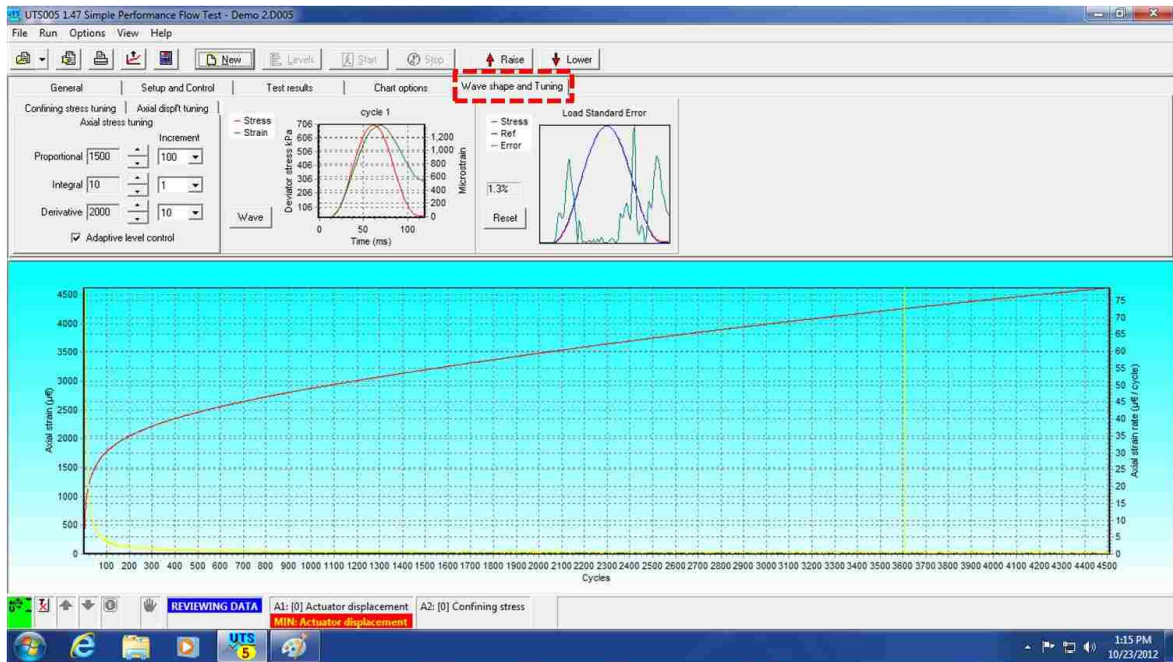 UTS005 1.47 Simple Performance Flow Test - Demo 2.D005
File Run Options View Help
New Levels Start Stop Raise Lower
General Setup and Control Test results Chart options Wave shape and Tuning
Confining stress tuning Axial displ't tuning
Axial stress tuning
Increment
Proportional 1500 100
Integral 10 1
Derivative 2000 10
Adaptive level control
Stress
Strain
Wave
cycle 1
Deviator stress kPa
706
606
506
406
306
206
106
1,200
1,000
800
600
400
200
0
Microstrain
0 50 100
Time (ms)
Stress
Ref
Error
1.3%
Reset
Load Standard Error
Axial strain (µ€)
4500
4000
3500
3000
2500
2000
1500
1000
500
0
75
70
65
60
55
50
45
40
35
30
25
20
15
10
5
0
Axial strain rate (µ€ / cycle)
100 200 300 400 500 600 700 800 900 1000 1100 1200 1300 1400 1500 1600 1700 1800 1900 2000 2100 2200 2300 2400 2500 2600 2700 2800 2900 3000 3100 3200 3300 3400 3500 3600 3700 3800 3900 4000 4100 4200 4300 4400 4500
Cycles
REVIEWING DATA A1: [0] Actuator displacement A2: [0] Confining stress
MIN: Actuator displacement
UTS
5
1:15 PM
10/23/2012